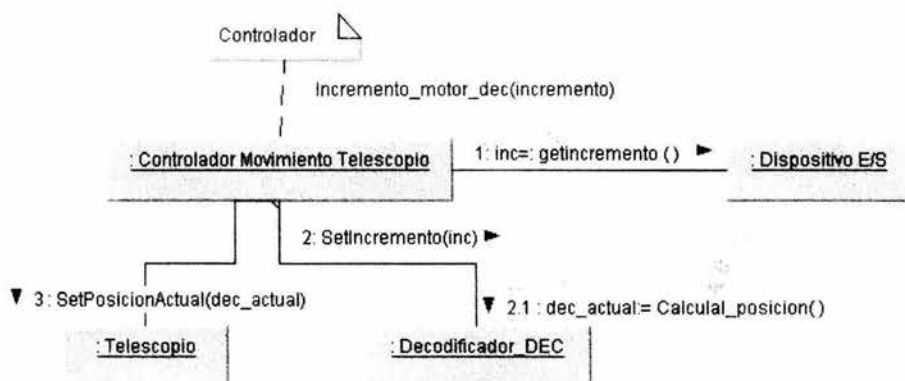 Controlador
Incremento_motor_dec(incremento)
: Controlador Movimiento Telescopio
1: inc=: getincremento ( )
: Dispositivo E/S
2: SetIncremento(inc)
3: SetPosicionActual(dec_actual)
2.1 : dec_actual:= Calculal_posicion()
: Telescopio
: Decodificador_DEC